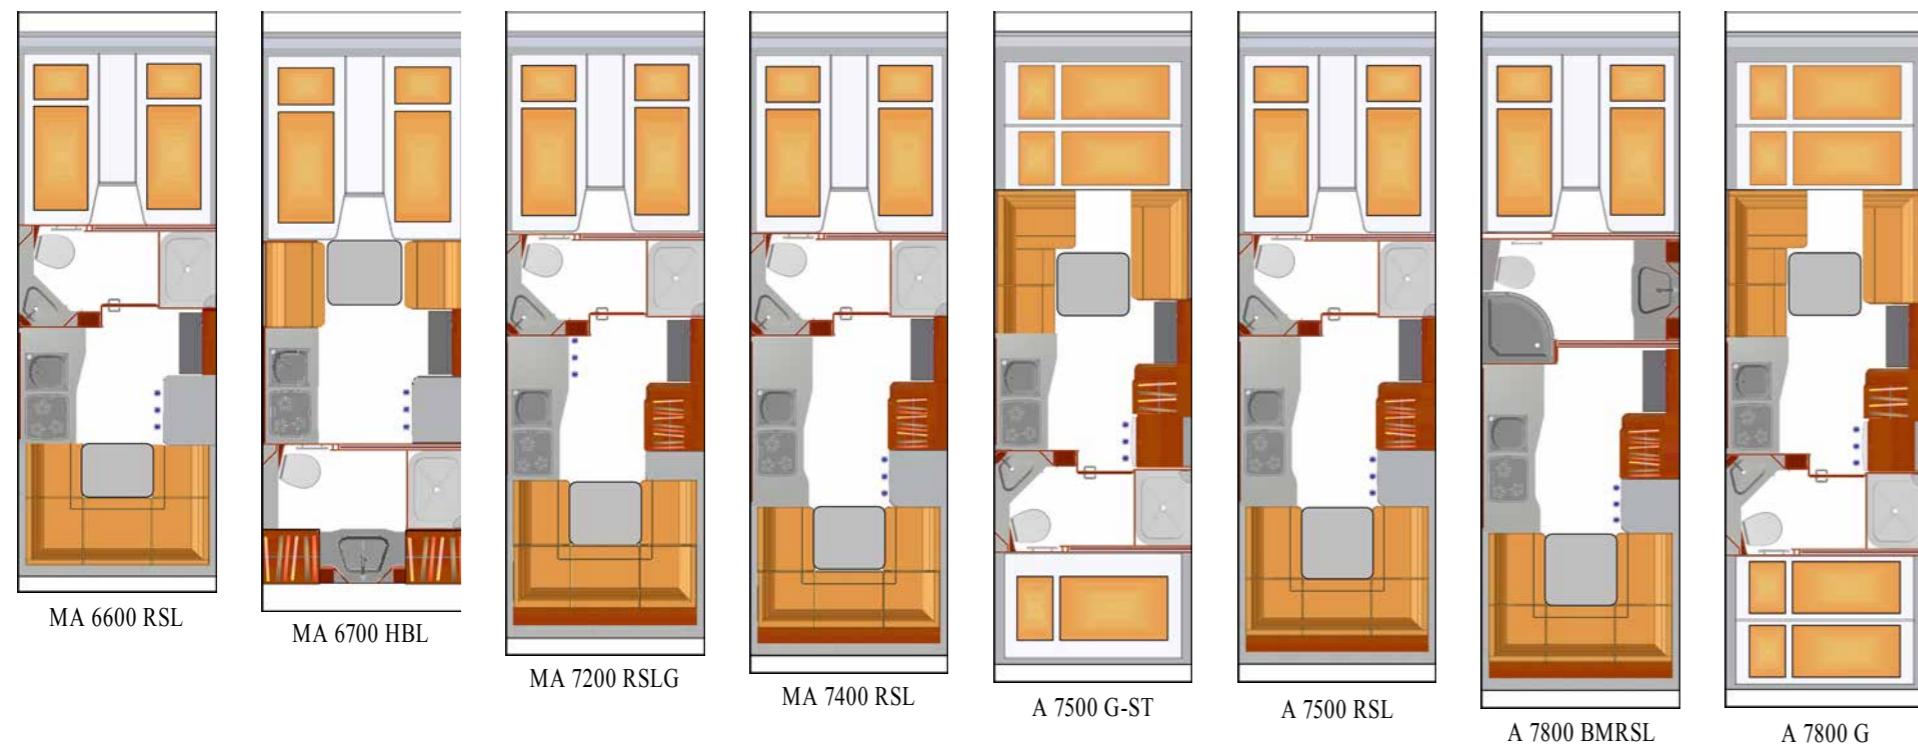 MA 6600 RSL
MA 6700 HBL
MA 7200 RSLG
MA 7400 RSL
A 7500 G-ST
A 7500 RSL
A 7800 BMRSL
A 7800 G